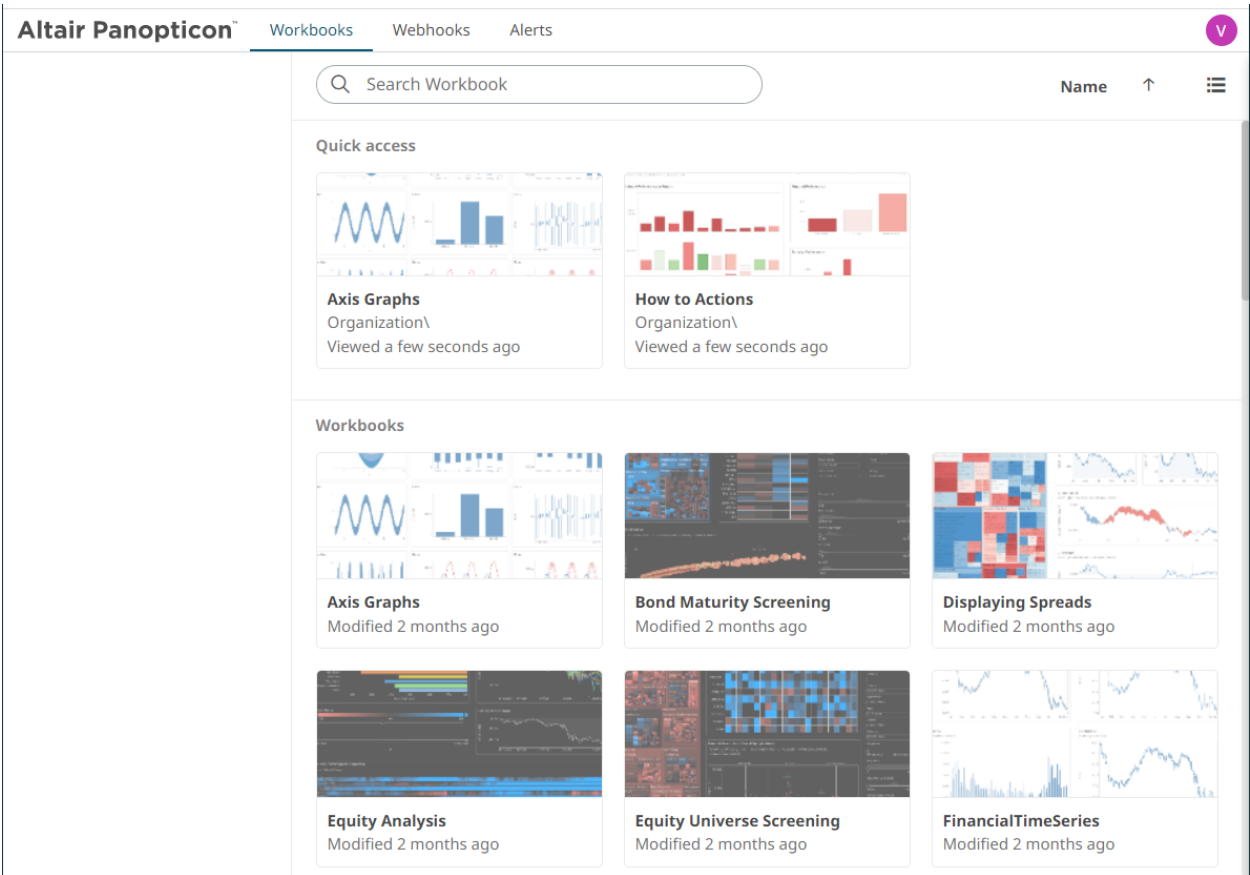 Altair Panopticon™ Workbooks Webhooks Alerts V
Search Workbook Name ↑
Quick access
Axis Graphs
Organization\
Viewed a few seconds ago
How to Actions
Organization\
Viewed a few seconds ago
Workbooks
Axis Graphs
Modified 2 months ago
Bond Maturity Screening
Modified 2 months ago
Displaying Spreads
Modified 2 months ago
Equity Analysis
Modified 2 months ago
Equity Universe Screening
Modified 2 months ago
FinancialTimeSeries
Modified 2 months ago